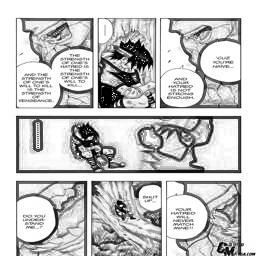 THE
STRENGTH
OF ONE'S
HATRED IS THE
STRENGTH
OF ONE'S
WILL TO
KILL...
AND THE
STRENGTH
OF ONE'S
WILL TO KILL
IS THE
STRENGTH OF
VENGEANCE.
'CUZ
YOU'RE
NAIVE...
AND
YOUR
HATRED
IS NOT
STRONG
ENOUGH.
DO YOU
UNDER-
STAND
ME...?
SHUT
UP...
YOUR
HATRED
WILL
NEVER
MATCH
MINE!!